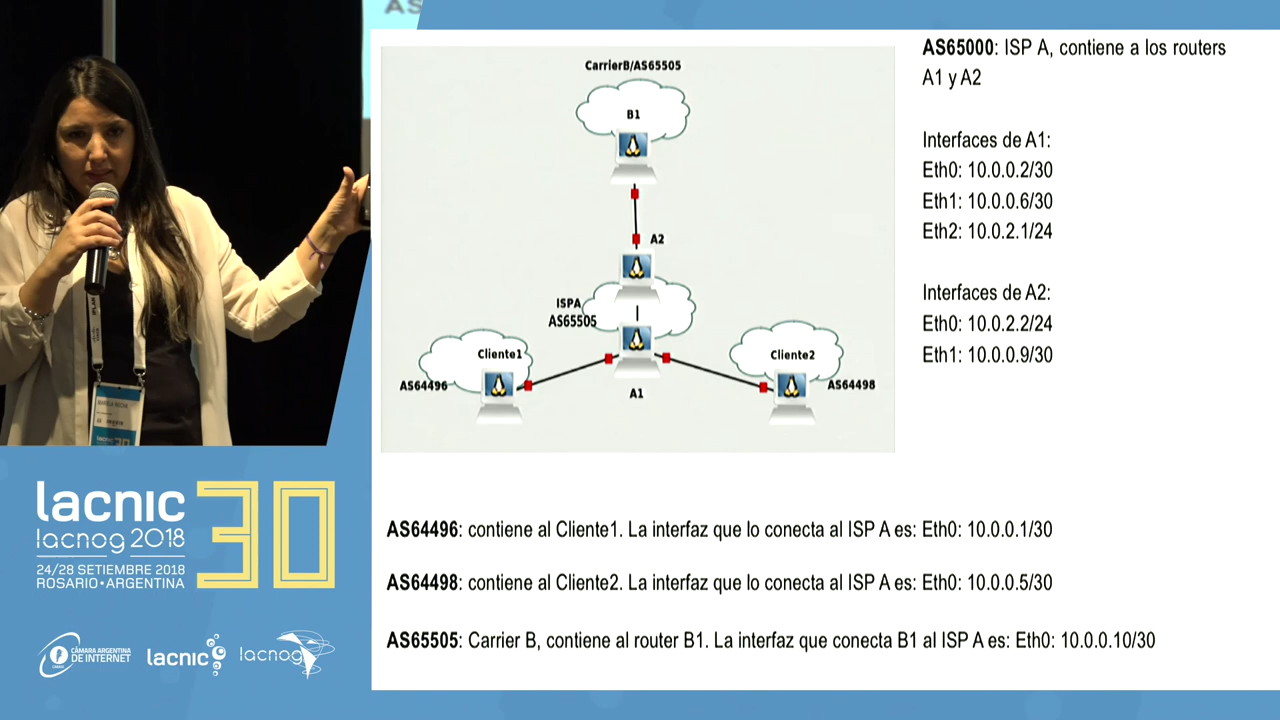 AS
CarrierB/AS65505
B1
A2
ISPA
AS65505
Cliente1
Cliente2
AS64496
AS64498
A1
AS65000: ISP A, contiene a los routers
A1 y A2
Interfaces de A1:
Eth0: 10.0.0.2/30
Eth1: 10.0.0.6/30
Eth2: 10.0.2.1/24
Interfaces de A2:
Eth0: 10.0.2.2/24
Eth1: 10.0.0.9/30
AS64496: contiene al Cliente1. La interfaz que lo conecta al ISP A es: Eth0: 10.0.0.1/30
AS64498: contiene al Cliente2. La interfaz que lo conecta al ISP A es: Eth0: 10.0.0.5/30
AS65505: Carrier B, contiene al router B1. La interfaz que conecta B1 al ISP A es: Eth0: 10.0.0.10/30
lacnic 30
lacnog 2018
24/28 SETIEMBRE 2018
ROSARIO•ARGENTINA
CÁMARA ARGENTINA
DE INTERNET
lacnic
lacnog